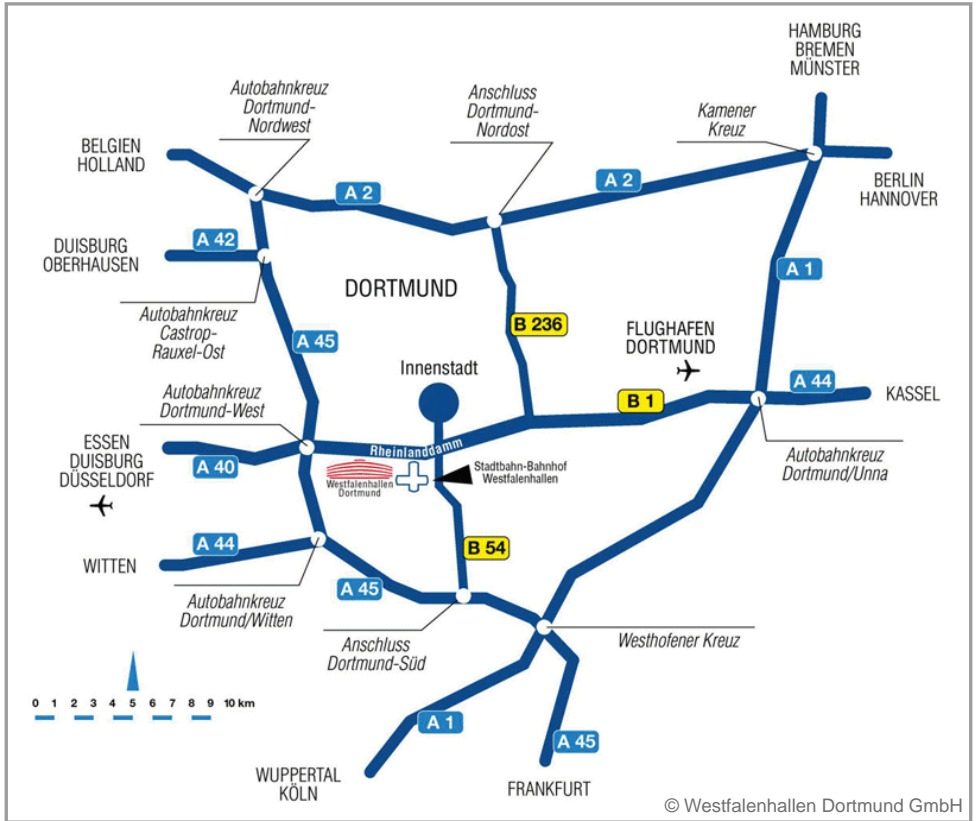 HAMBURG
BREMEN
MÜNSTER
Autobahnkreuz
Dortmund-
Nordwest
Anschluss
Dortmund-
Nordost
Kamener
Kreuz
BELGIEN
HOLLAND
A 2
A 2
BERLIN
HANNOVER
DUISBURG
OBERHAUSEN
A 42
A 1
DORTMUND
Autobahnkreuz
Castrop-
Rauxel-Ost
A 45
B 236
FLUGHAFEN
DORTMUND
Innenstadt
Autobahnkreuz
Dortmund-West
B 1
A 44
KASSEL
ESSEN
DUISBURG
DÜSSELDORF
A 40
Rheinlanddamm
Westfalenhallen
Dortmund
Stadtbahn-Bahnhof
Westfalenhallen
Autobahnkreuz
Dortmund/Unna
A 44
WITTEN
B 54
A 45
Autobahnkreuz
Dortmund/Witten
Anschluss
Dortmund-Süd
Westhofener Kreuz
0 1 2 3 4 5 6 7 8 9 10 km
A 1
A 45
WUPPERTAL
KÖLN
FRANKFURT
© Westfalenhallen Dortmund GmbH